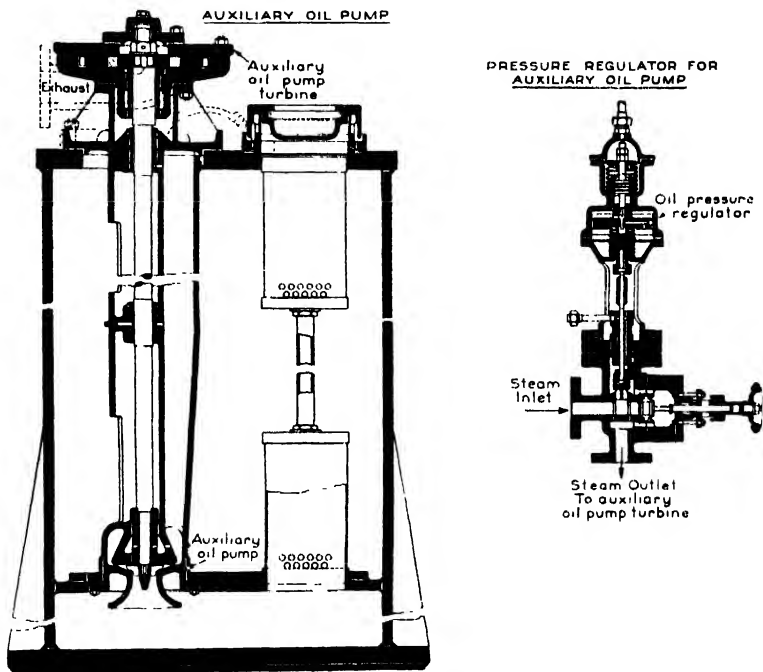 AUXILIARY OIL PUMP
Auxiliary
oil pump
turbine
Exhaust
Auxiliary
oil pump
PRESSURE REGULATOR FOR
AUXILIARY OIL PUMP
Oil pressure
regulator
Steam
Inlet
Steam Outlet
To auxiliary
oil pump turbine